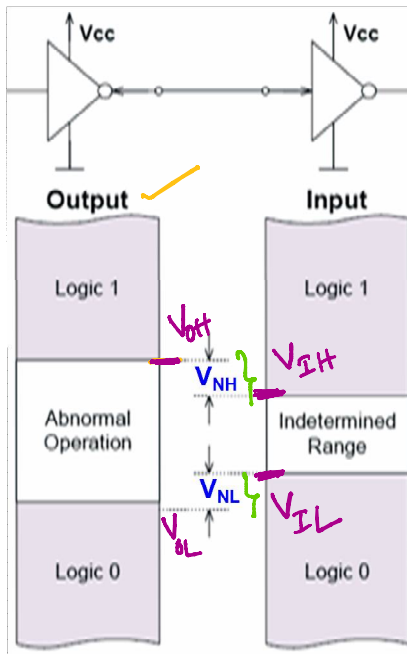 Vcc Vcc
Output Input
Logic 1 Logic 1
VOH
VNH VIH
Abnormal Operation Indetermined Range
VNL
VIL
VOL
Logic 0 Logic 0